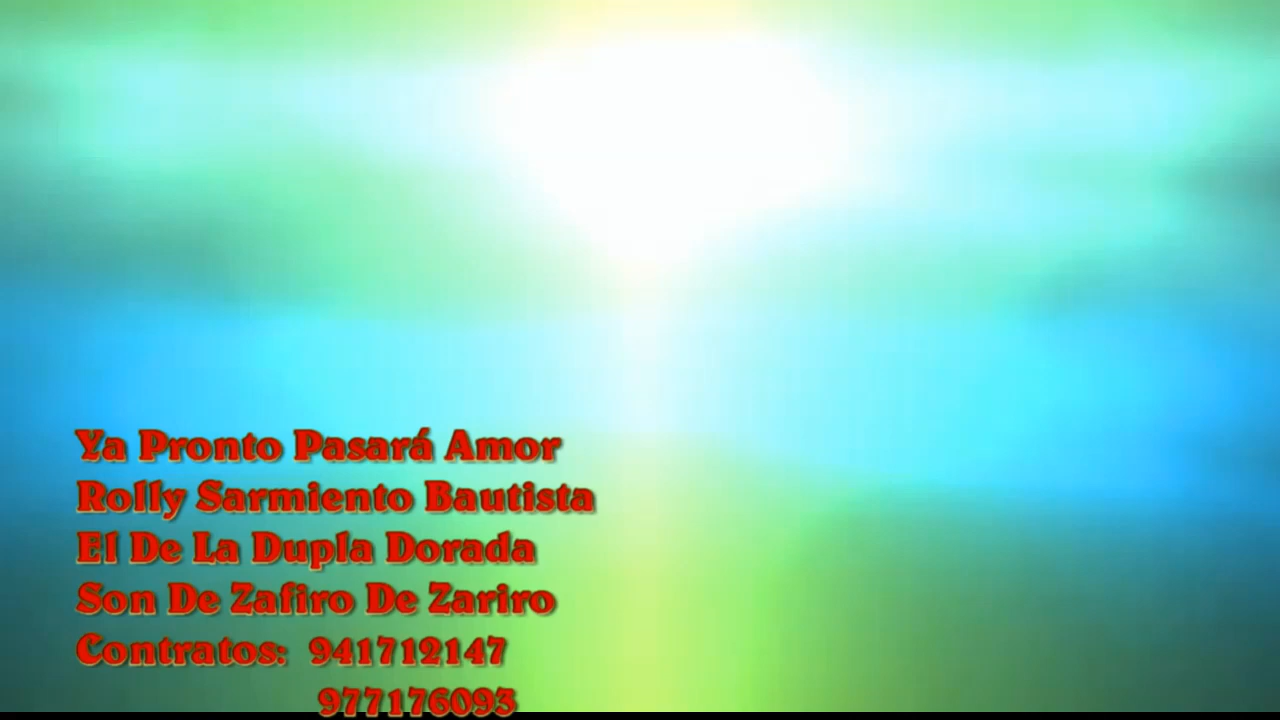 Ya Pronto Pasará Amor
Rolly Sarmiento Bautista
El De La Dupla Dorada
Son De Zafiro De Zariro
Contratos: 941712147
977176093